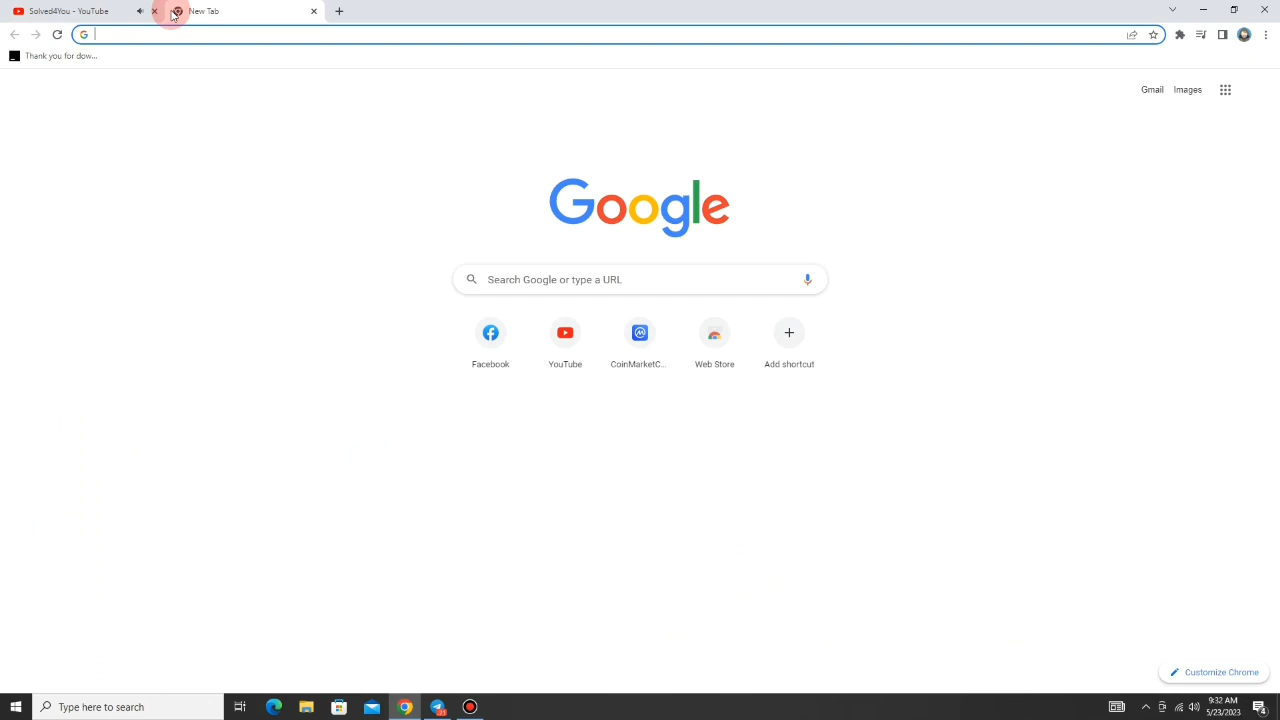 Solved4You - YouTube
New Tab
Thank you for dow...
Gmail
Images
Google
Search Google or type a URL
Facebook
YouTube
CoinMarketC...
Web Store
Add shortcut
Customize Chrome
Type here to search
9:32 AM
5/23/2023